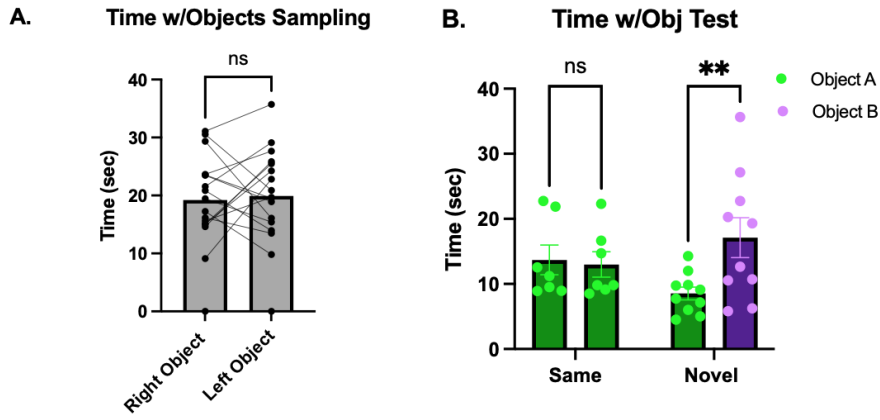 A.
Time w/Objects Sampling
ns
40
30
20
10
0
Time (sec)
Right Object
Left Object
B.
Time w/Obj Test
ns
**
Object A
Object B
40
30
20
10
0
Time (sec)
Same
Novel